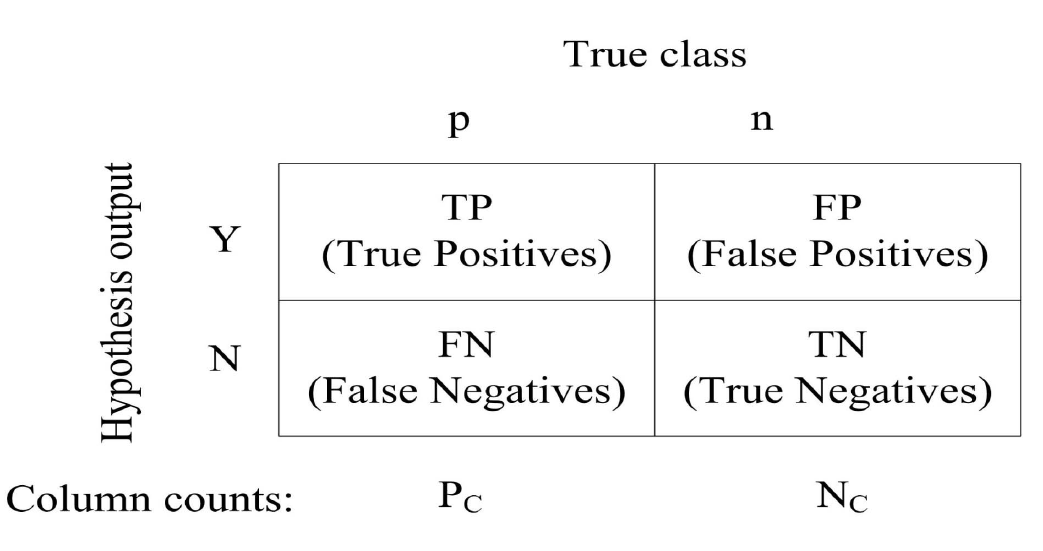 True class
p n
Hypothesis output
Y
TP
(True Positives)
FP
(False Positives)
N
FN
(False Negatives)
TN
(True Negatives)
Column counts: P_C N_C